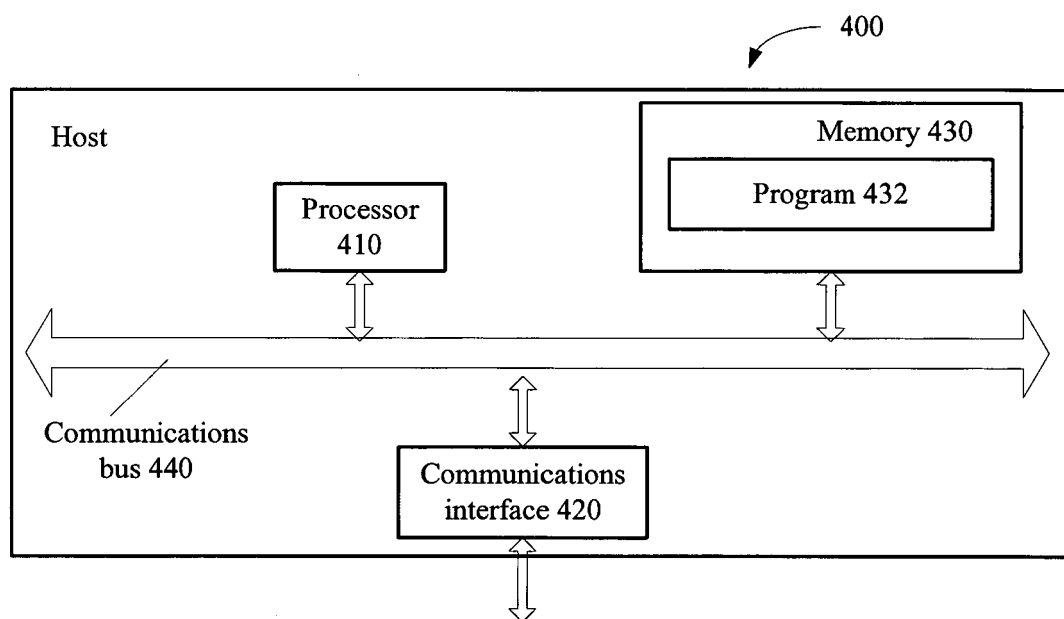 400
Host
Memory 430
Program 432
Processor
410
Communications
bus 440
Communications
interface 420